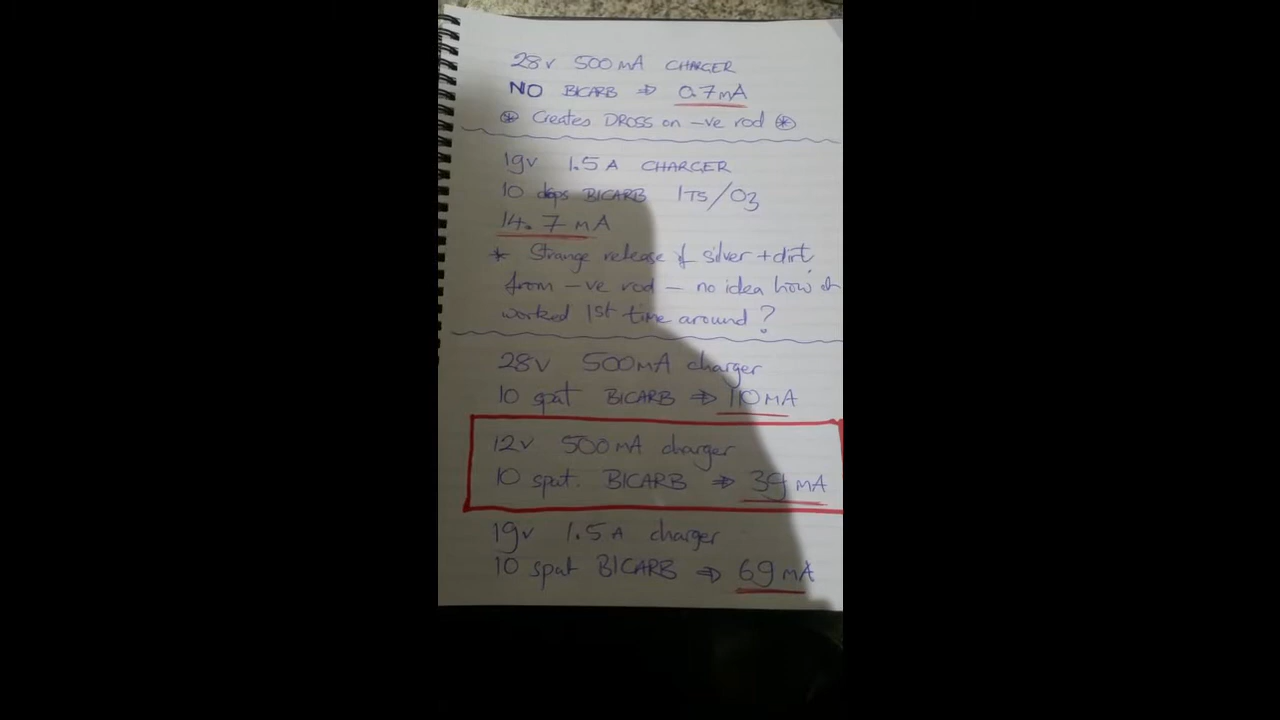 28v 500mA CHARGER
NO BICARB ⇒ 0.7mA
⊛ Creates DROSS on -ve rod ⊛
19v 1.5A CHARGER
10 BICARB 1TS/O3
14.7mA
* Strange release of silver + dirt
from -ve rod - no idea how it
worked 1st time around?
28v 500mA charger
10 spat BICARB ⇒ 110mA
12v 500mA charger
10 spat. BICARB ⇒ 39mA
19v 1.5A charger
10 spat BICARB ⇒ 69mA